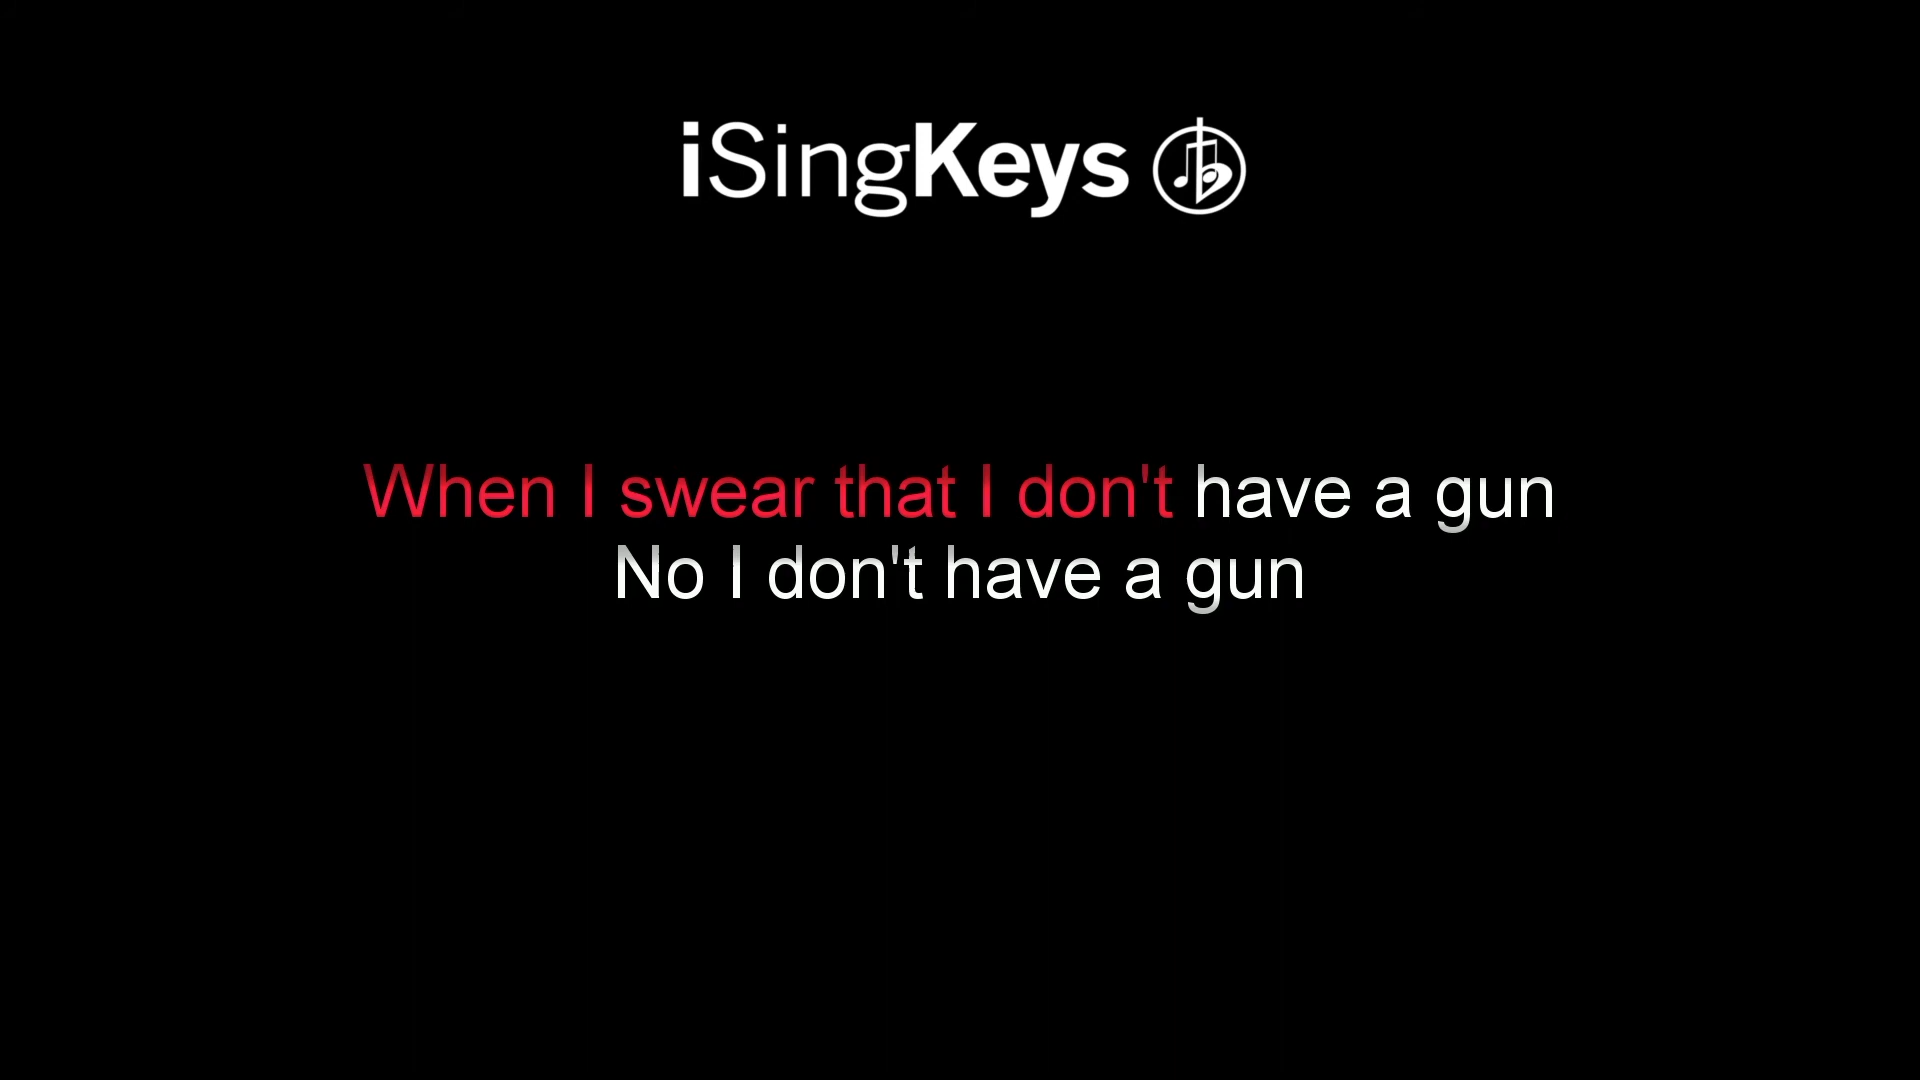 iSingKeys
When I swear that I don't have a gun
No I don't have a gun